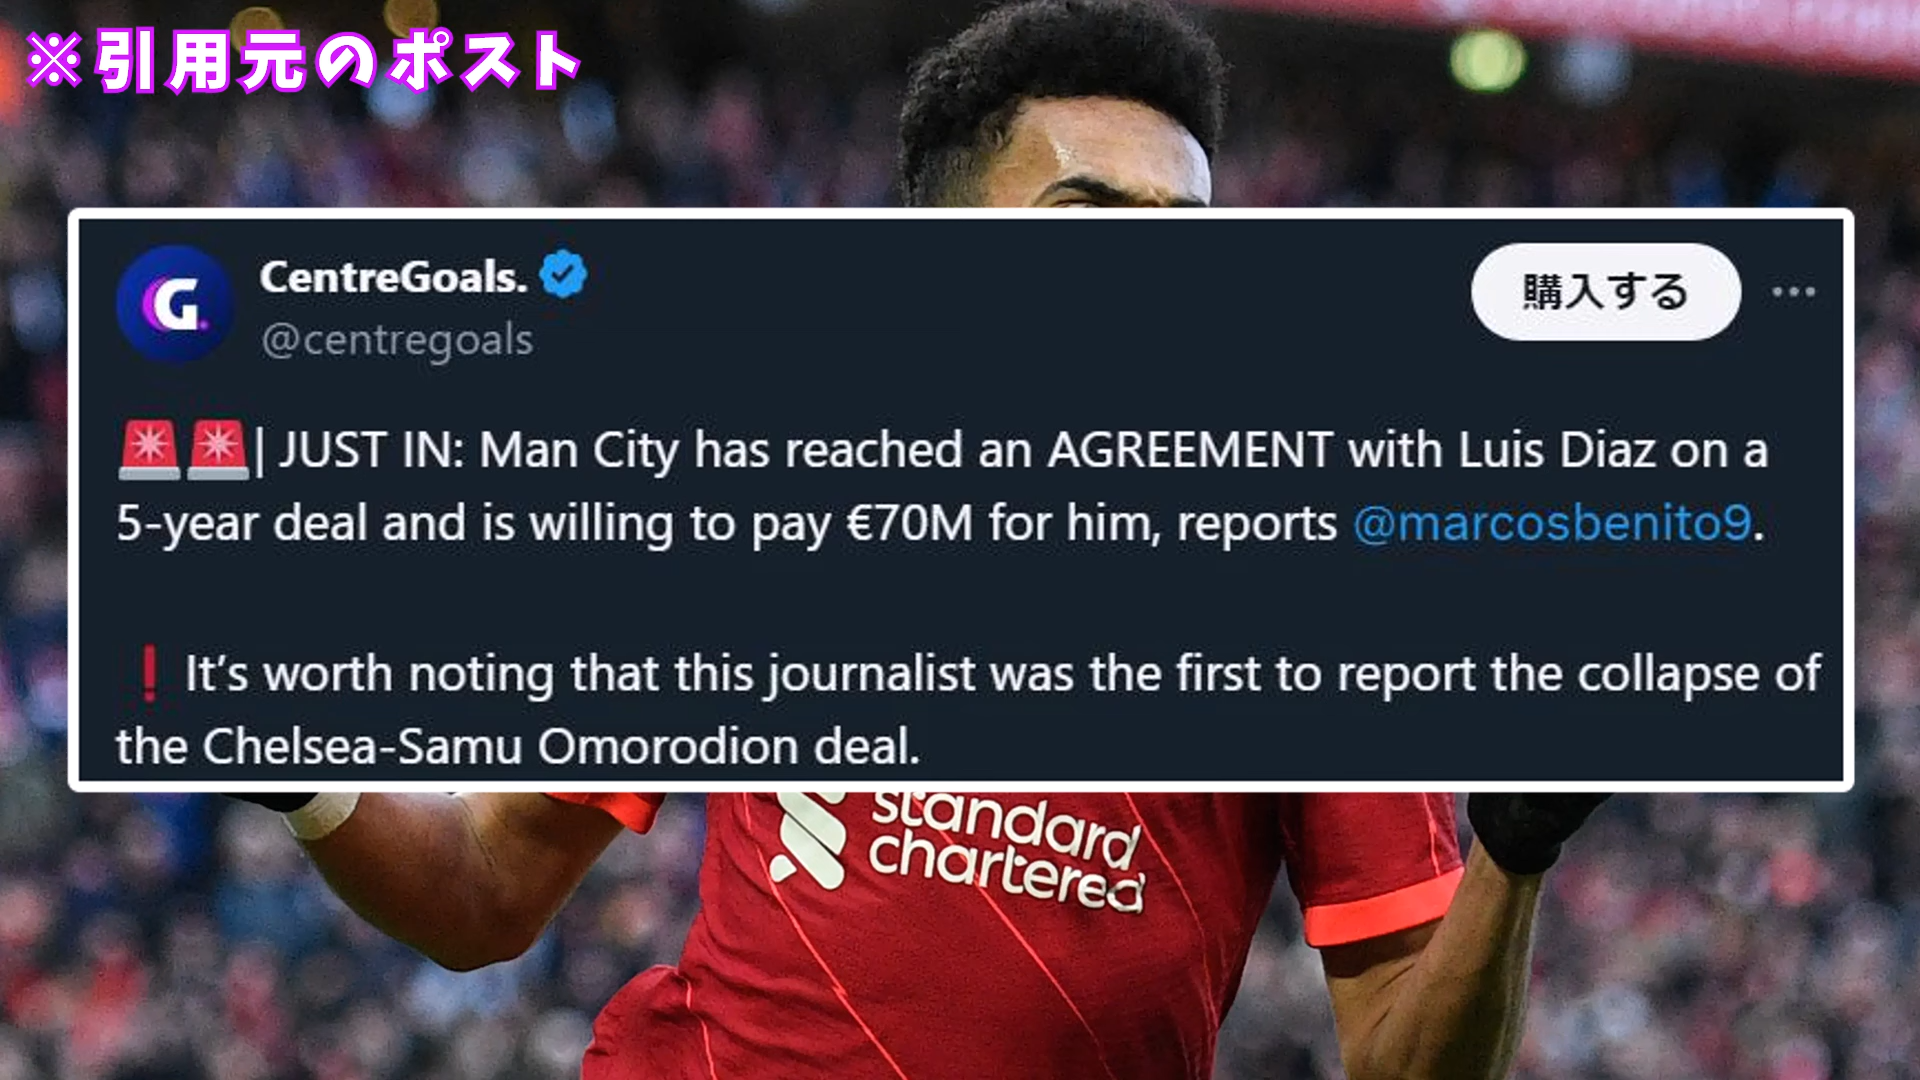 ※引用元のポスト
G.
CentreGoals.
@centregoals
購入する
🚨🚨| JUST IN: Man City has reached an AGREEMENT with Luis Diaz on a
5-year deal and is willing to pay €70M for him, reports @marcosbenito9.
❗ It’s worth noting that this journalist was the first to report the collapse of
the Chelsea-Samu Omorodion deal.
standard
chartered